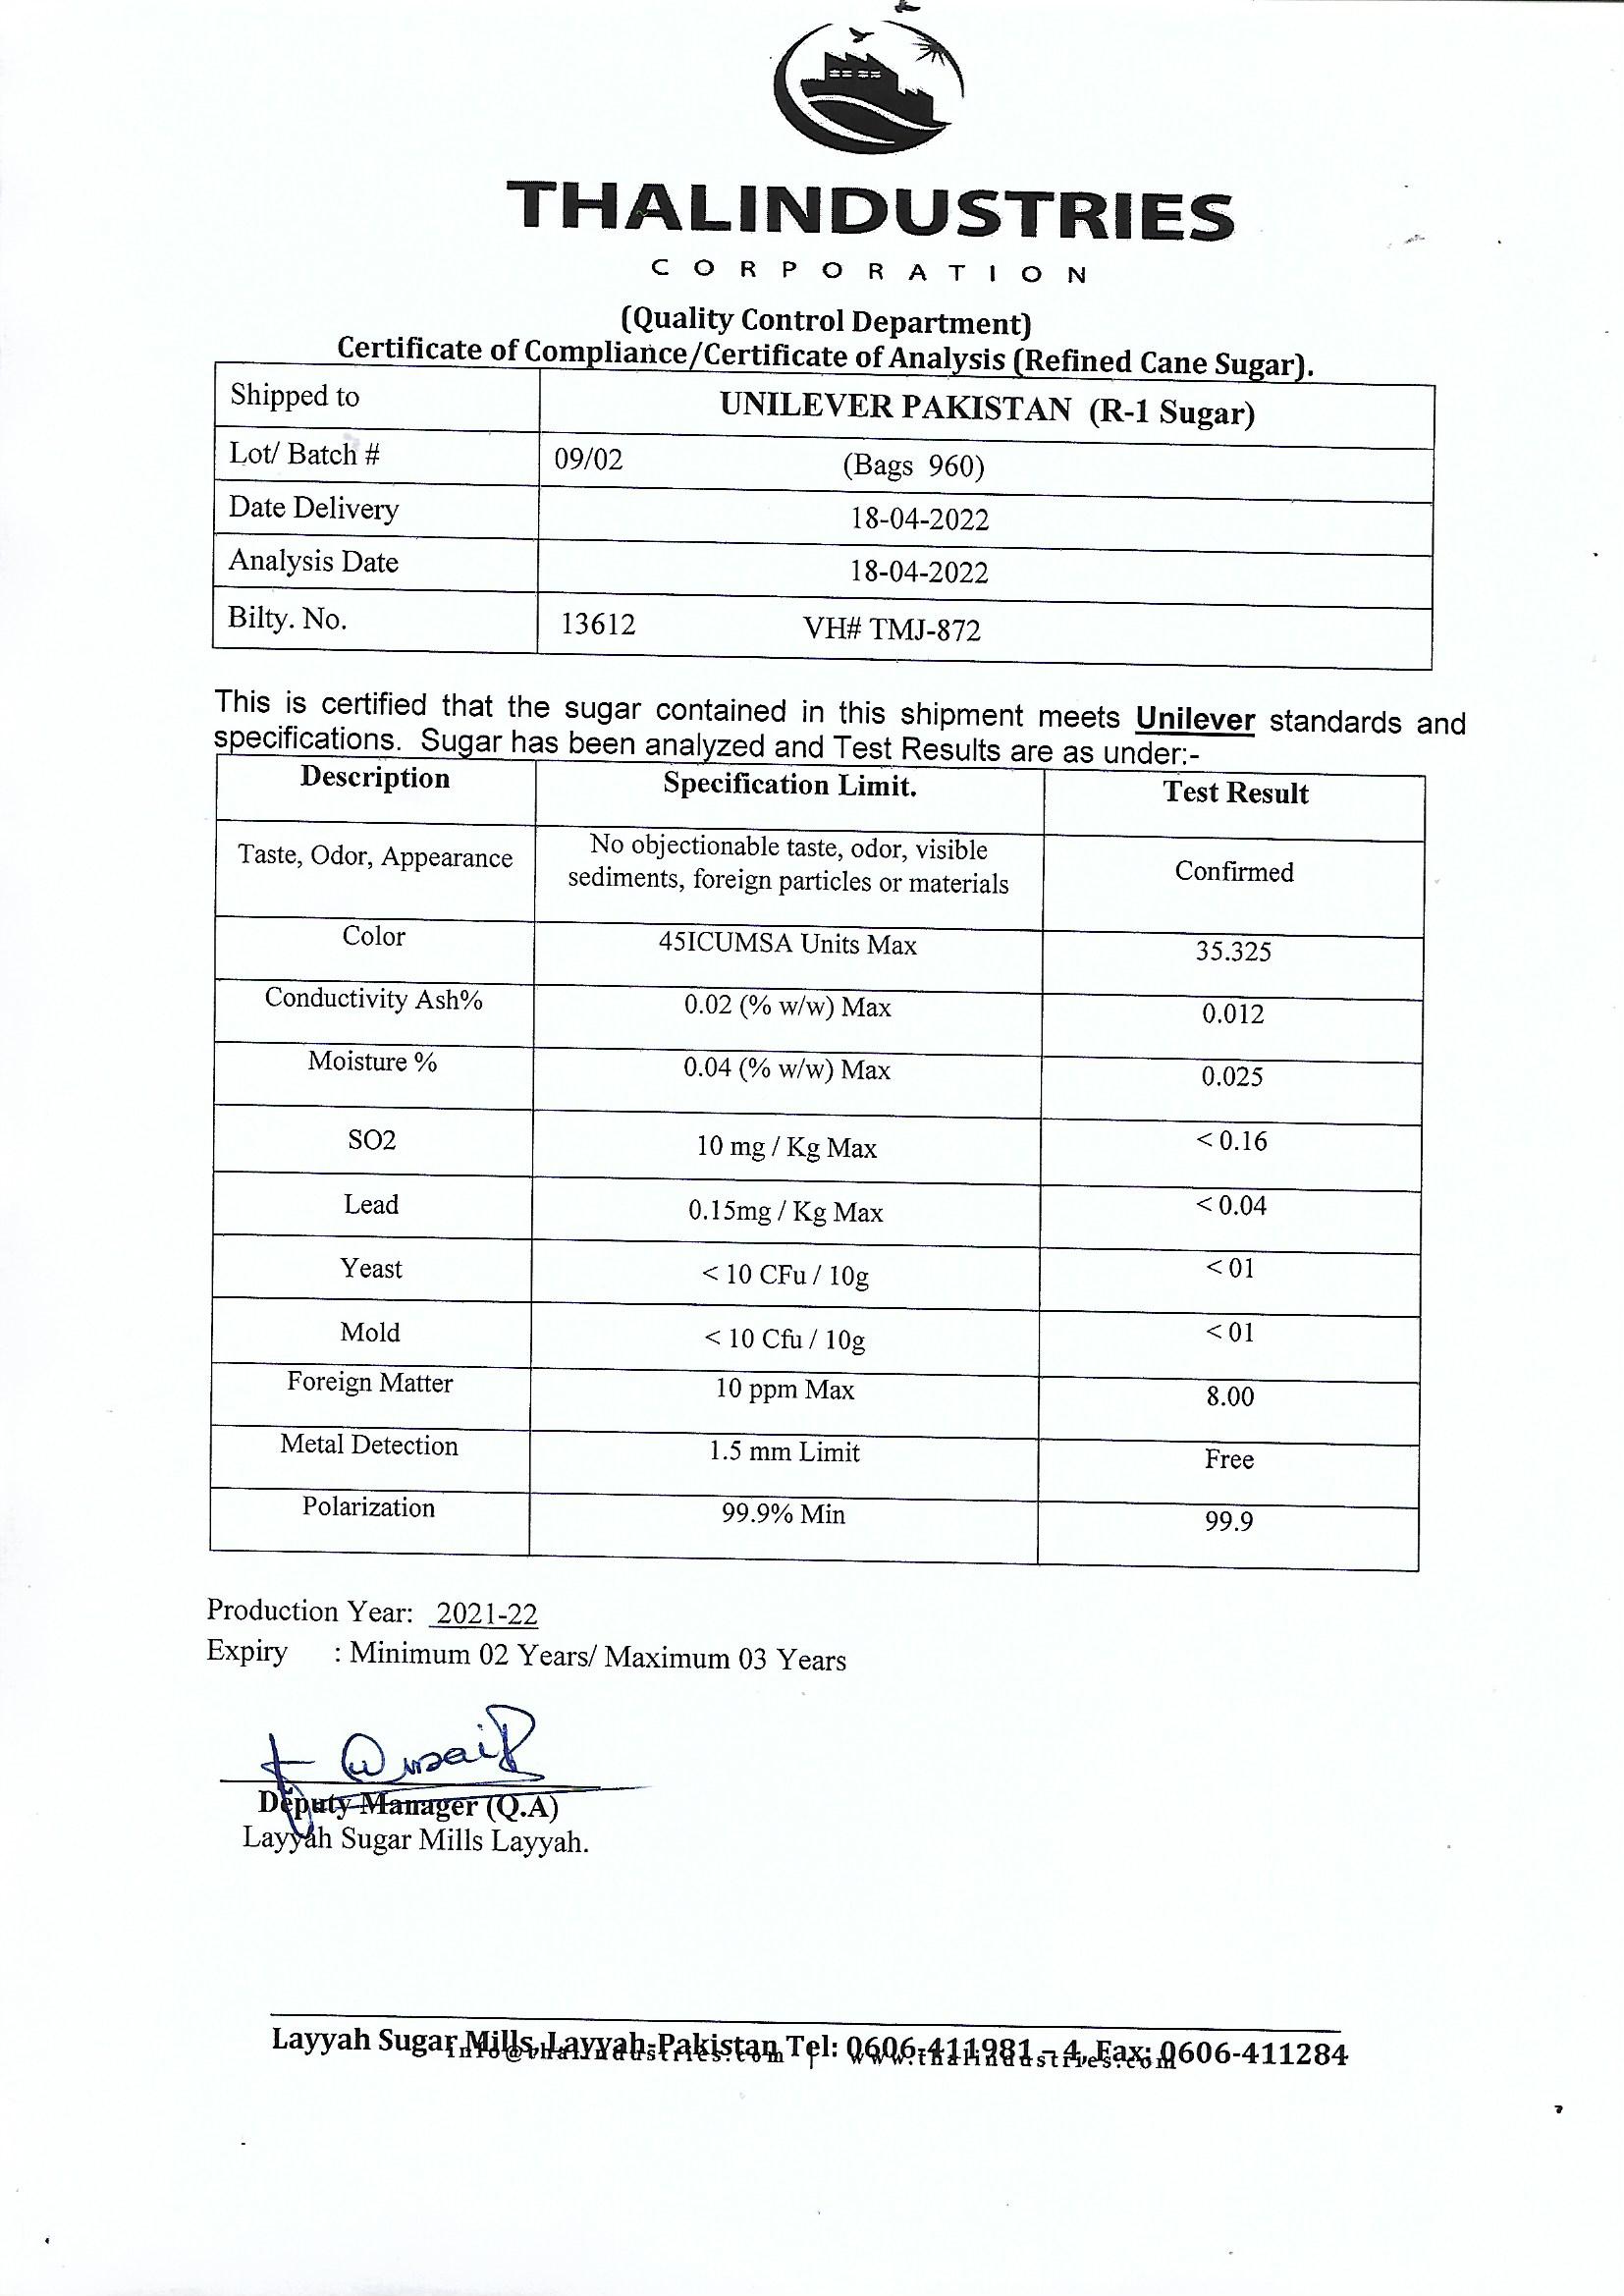 THALINDUSTRIES
CORPORATION
(Quality Control Department)
Certificate of Compliance/Certificate of Analysis (Refined Cane Sugar).
Shipped to UNILEVER PAKISTAN (R-1 Sugar)
Lot/ Batch # 09/02 (Bags 960)
Date Delivery 18-04-2022
Analysis Date 18-04-2022
Bilty. No. 13612 VH# TMJ-872
This is certified that the sugar contained in this shipment meets Unilever standards and
specifications. Sugar has been analyzed and Test Results are as under:-
Description Specification Limit. Test Result
Taste, Odor, Appearance No objectionable taste, odor, visible
sediments, foreign particles or materials Confirmed
Color 45ICUMSA Units Max 35.325
Conductivity Ash% 0.02 (% w/w) Max 0.012
Moisture % 0.04 (% w/w) Max 0.025
SO2 10 mg / Kg Max < 0.16
Lead 0.15mg / Kg Max < 0.04
Yeast < 10 CFu / 10g < 01
Mold < 10 Cfu / 10g < 01
Foreign Matter 10 ppm Max 8.00
Metal Detection 1.5 mm Limit Free
Polarization 99.9% Min 99.9
Production Year: 2021-22
Expiry : Minimum 02 Years/ Maximum 03 Years
Deputy Manager (Q.A)
Layyah Sugar Mills Layyah.
Layyah Sugar Mills, Layyah-Pakistan Tel: 0606-411981 – 4, Fax: 0606-411284
info@thalindustries.com | www.thalindustries.com